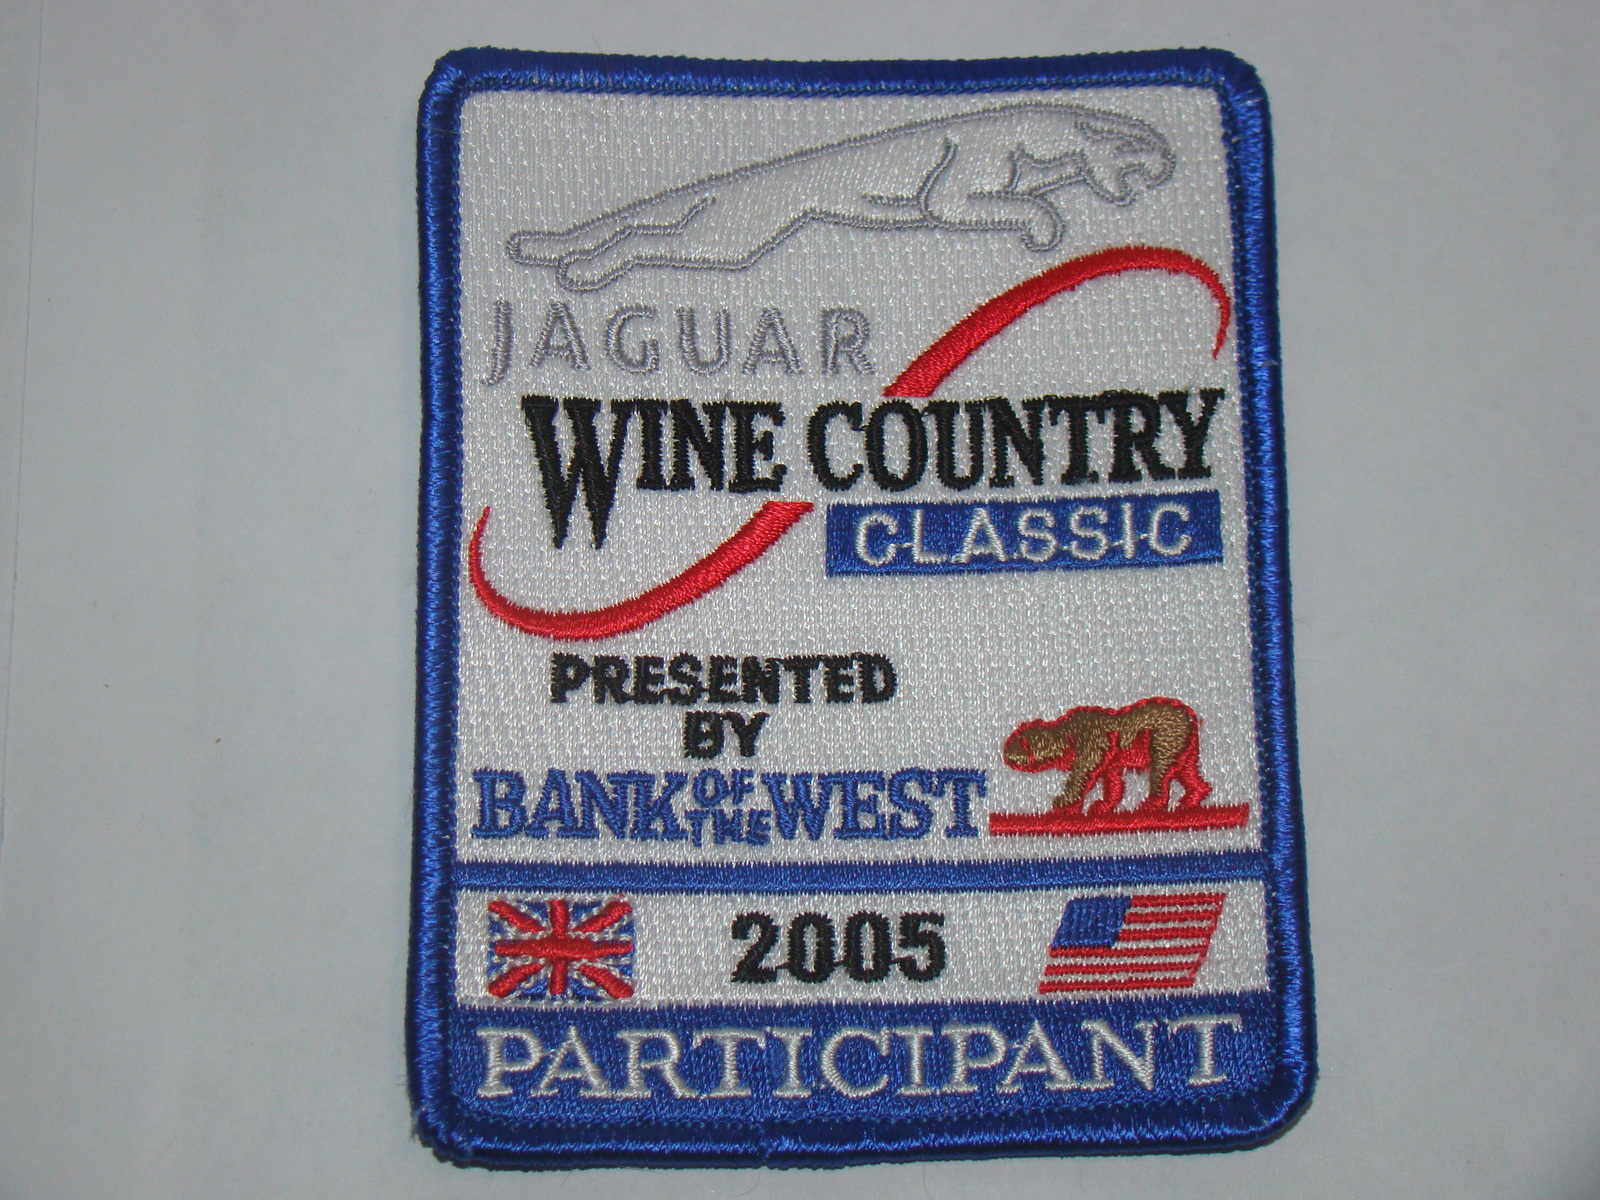 JAGUAR
WINE COUNTRY
CLASSIC
PRESENTED
BY
BANK OF THE WEST
2005
PARTICIPANT